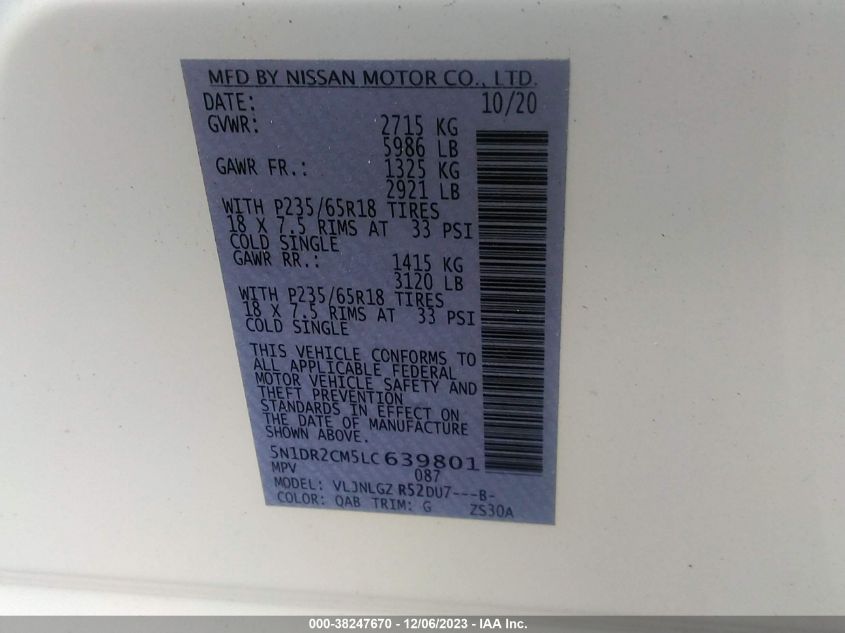 MFD BY NISSAN MOTOR CO., LTD.
DATE: 10/20
GVWR: 2715 KG
5986 LB
GAWR FR.: 1325 KG
2921 LB
WITH P235/65R18 TIRES
18 X 7.5 RIMS AT 33 PSI
COLD SINGLE
GAWR RR.: 1415 KG
3120 LB
WITH P235/65R18 TIRES
18 X 7.5 RIMS AT 33 PSI
COLD SINGLE
THIS VEHICLE CONFORMS TO
ALL APPLICABLE FEDERAL
MOTOR VEHICLE SAFETY AND
THEFT PREVENTION
STANDARDS IN EFFECT ON
THE DATE OF MANUFACTURE
SHOWN ABOVE.
5N1DR2CM5LC639801
MPV 087
MODEL: VLJNLGZ R52DU7---B-
COLOR: QAB TRIM: G ZS30A
000-38247670 - 12/06/2023 - IAA Inc.